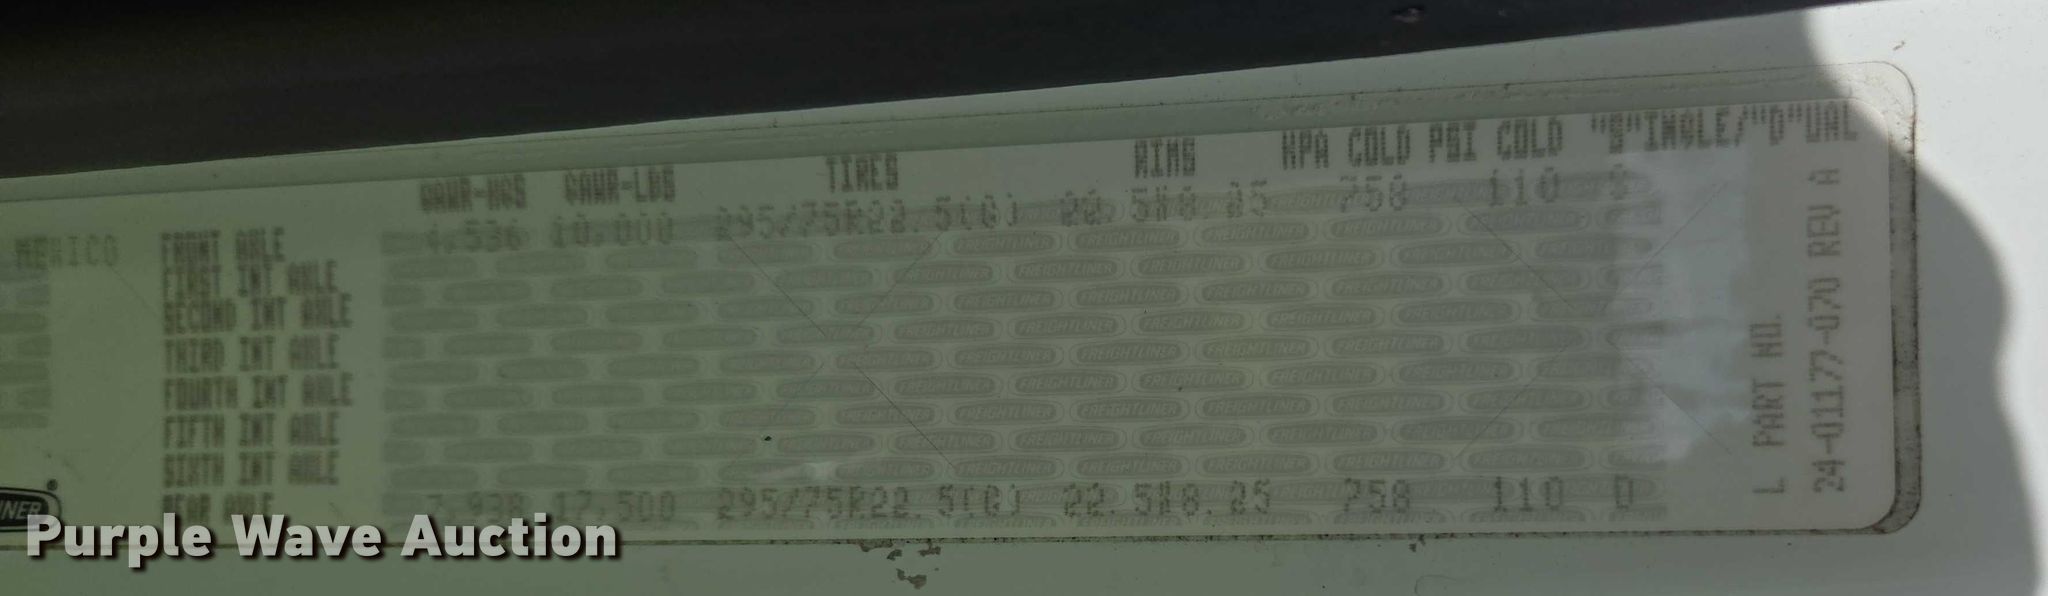 GAWR-KGS GAWR-LBS TIRES RIMS KPA COLD PSI COLD "S"INGLE/"D"UAL
MEXICO
FRONT AXLE 4,536 10,000 295/75R22.5(G) 22.5X8.25 758 110 S
FIRST INT AXLE
SECOND INT AXLE
THIRD INT AXLE
FOURTH INT AXLE
FIFTH INT AXLE
SIXTH INT AXLE
REAR AXLE 7,938 17,500 295/75R22.5(G) 22.5X8.25 758 110 D
L PART NO.
24-01177-070 REV A
FREIGHTLINER
Purple Wave Auction